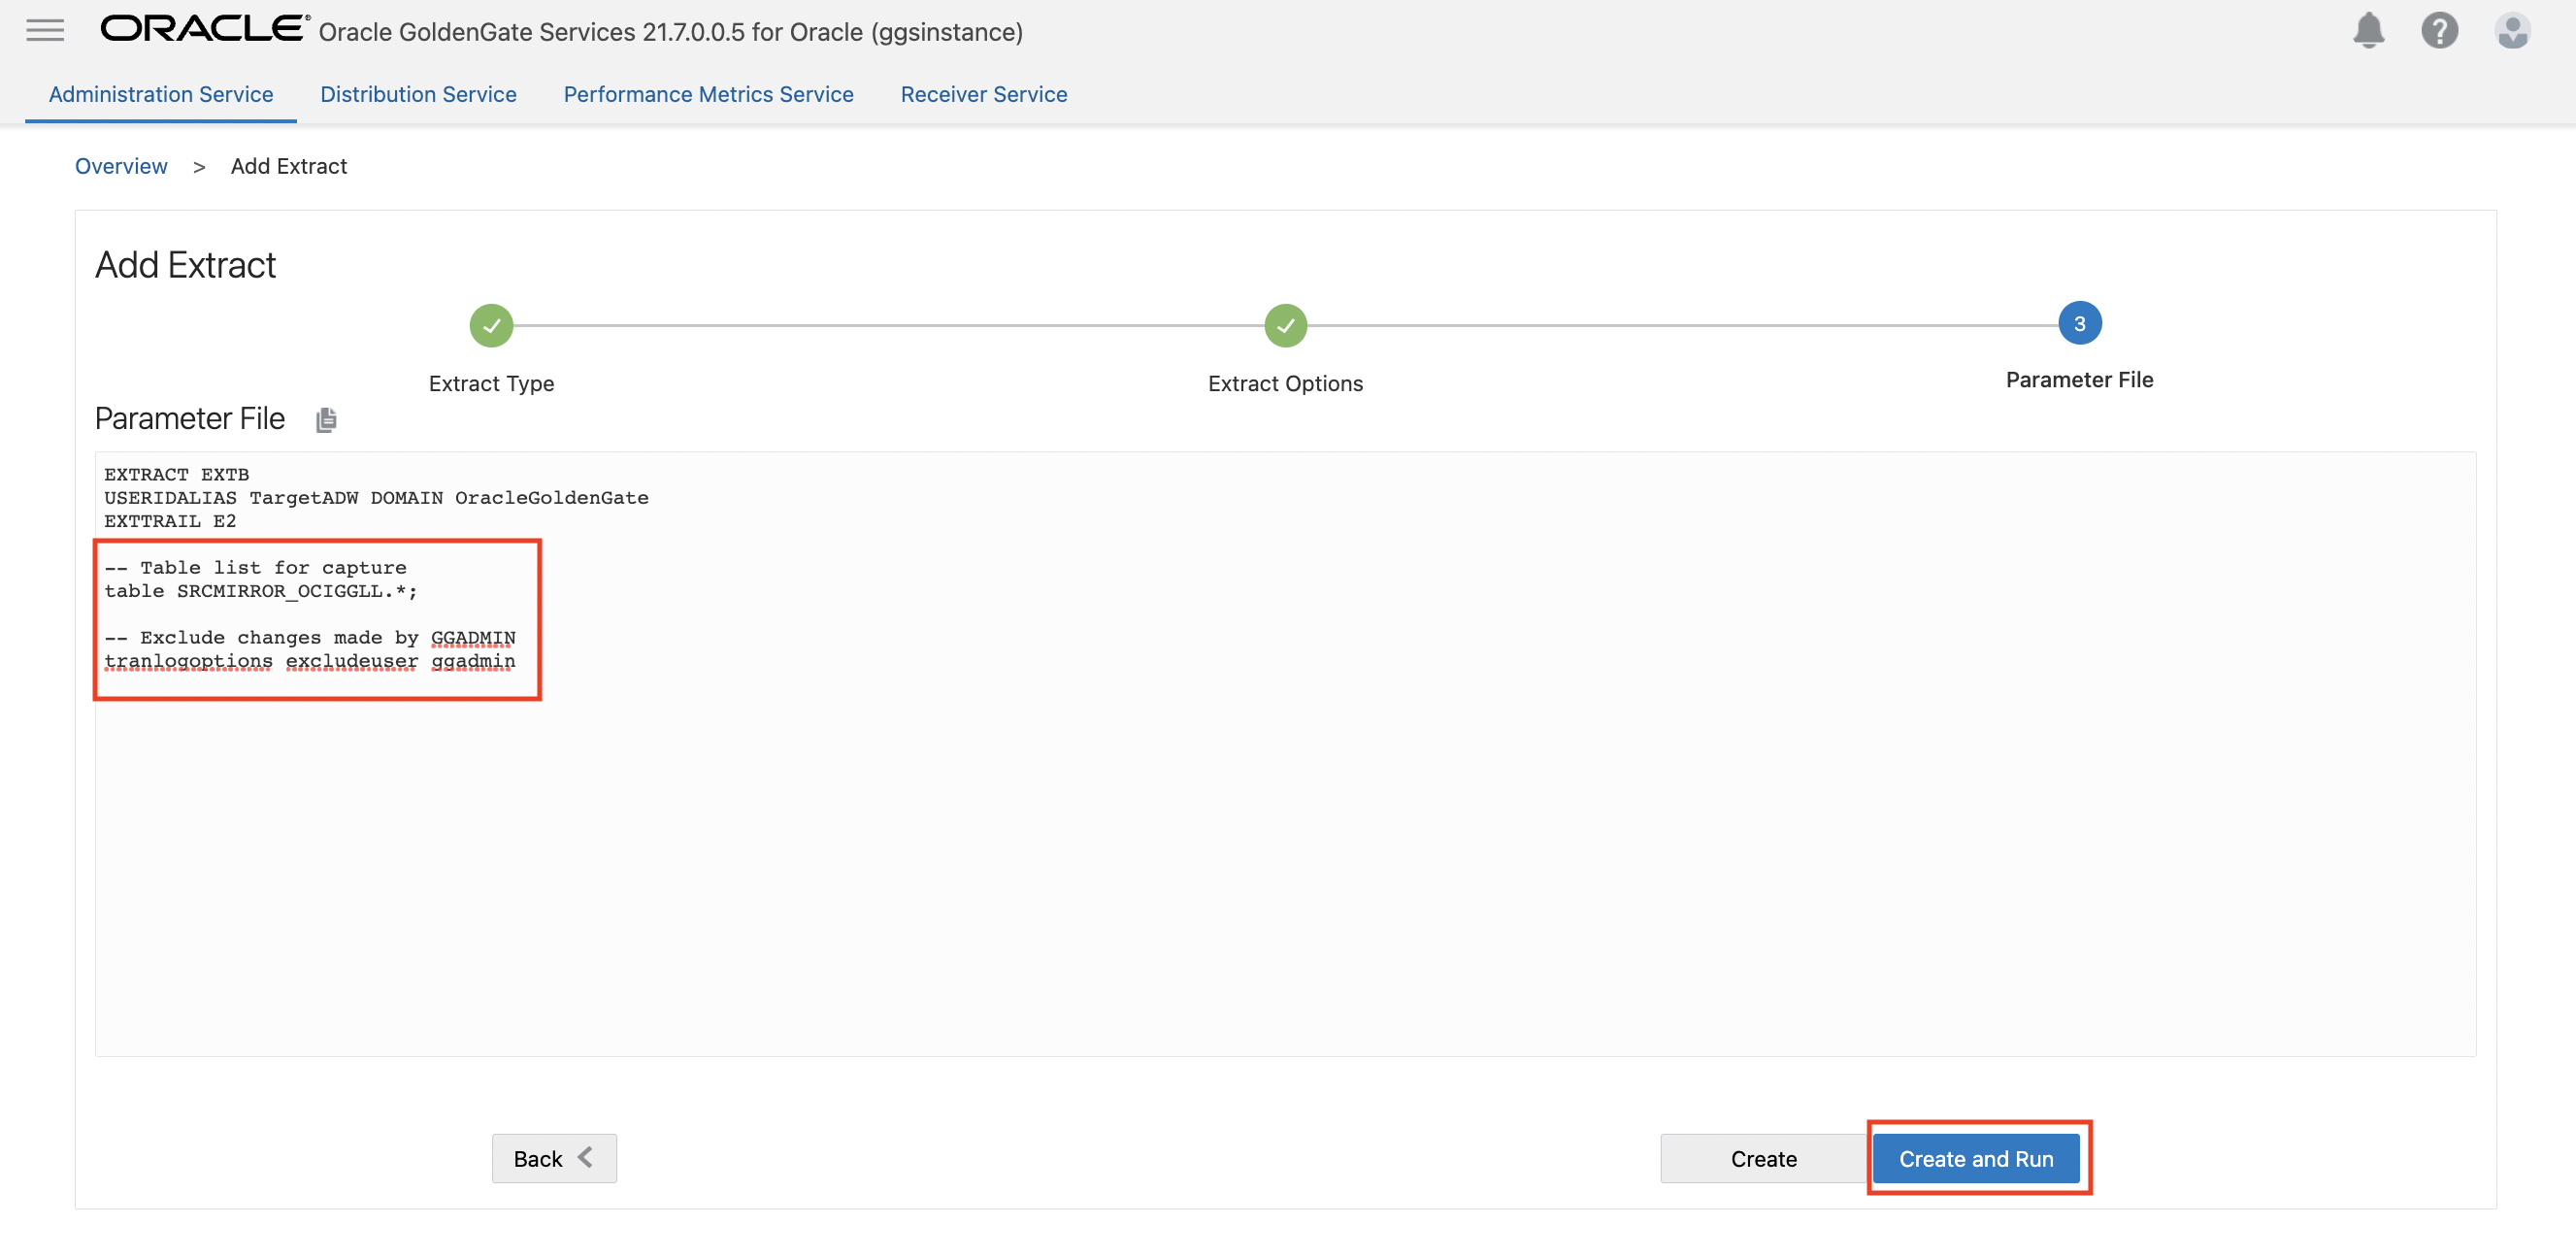 ORACLE® Oracle GoldenGate Services 21.7.0.0.5 for Oracle (ggsinstance)
Administration Service Distribution Service Performance Metrics Service Receiver Service
Overview > Add Extract
Add Extract
3
Extract Type Extract Options Parameter File
Parameter File
EXTRACT EXTB
USERIDALIAS TargetADW DOMAIN OracleGoldenGate
EXTTRAIL E2
-- Table list for capture
table SRCMIRROR_OCIGGLL.*;
-- Exclude changes made by GGADMIN
tranlogoptions excludeuser ggadmin
Back Create Create and Run